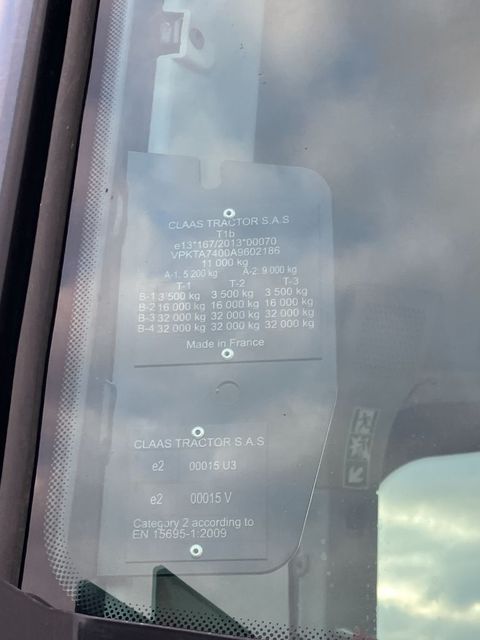 CLAAS TRACTOR S.A.S
T1b
e13*167/2013*00070
VPKTA7400A9602186
11 000 kg
A-1: 5 200 kg A-2: 9 000 kg
T-1 T-2 T-3
B-1 3 500 kg 3 500 kg 3 500 kg
B-2 16 000 kg 16 000 kg 16 000 kg
B-3 32 000 kg 32 000 kg 32 000 kg
B-4 32 000 kg 32 000 kg 32 000 kg
Made in France
CLAAS TRACTOR S.A.S
e2 00015 U3
e2 00015 V
Category 2 according to
EN 15695-1:2009